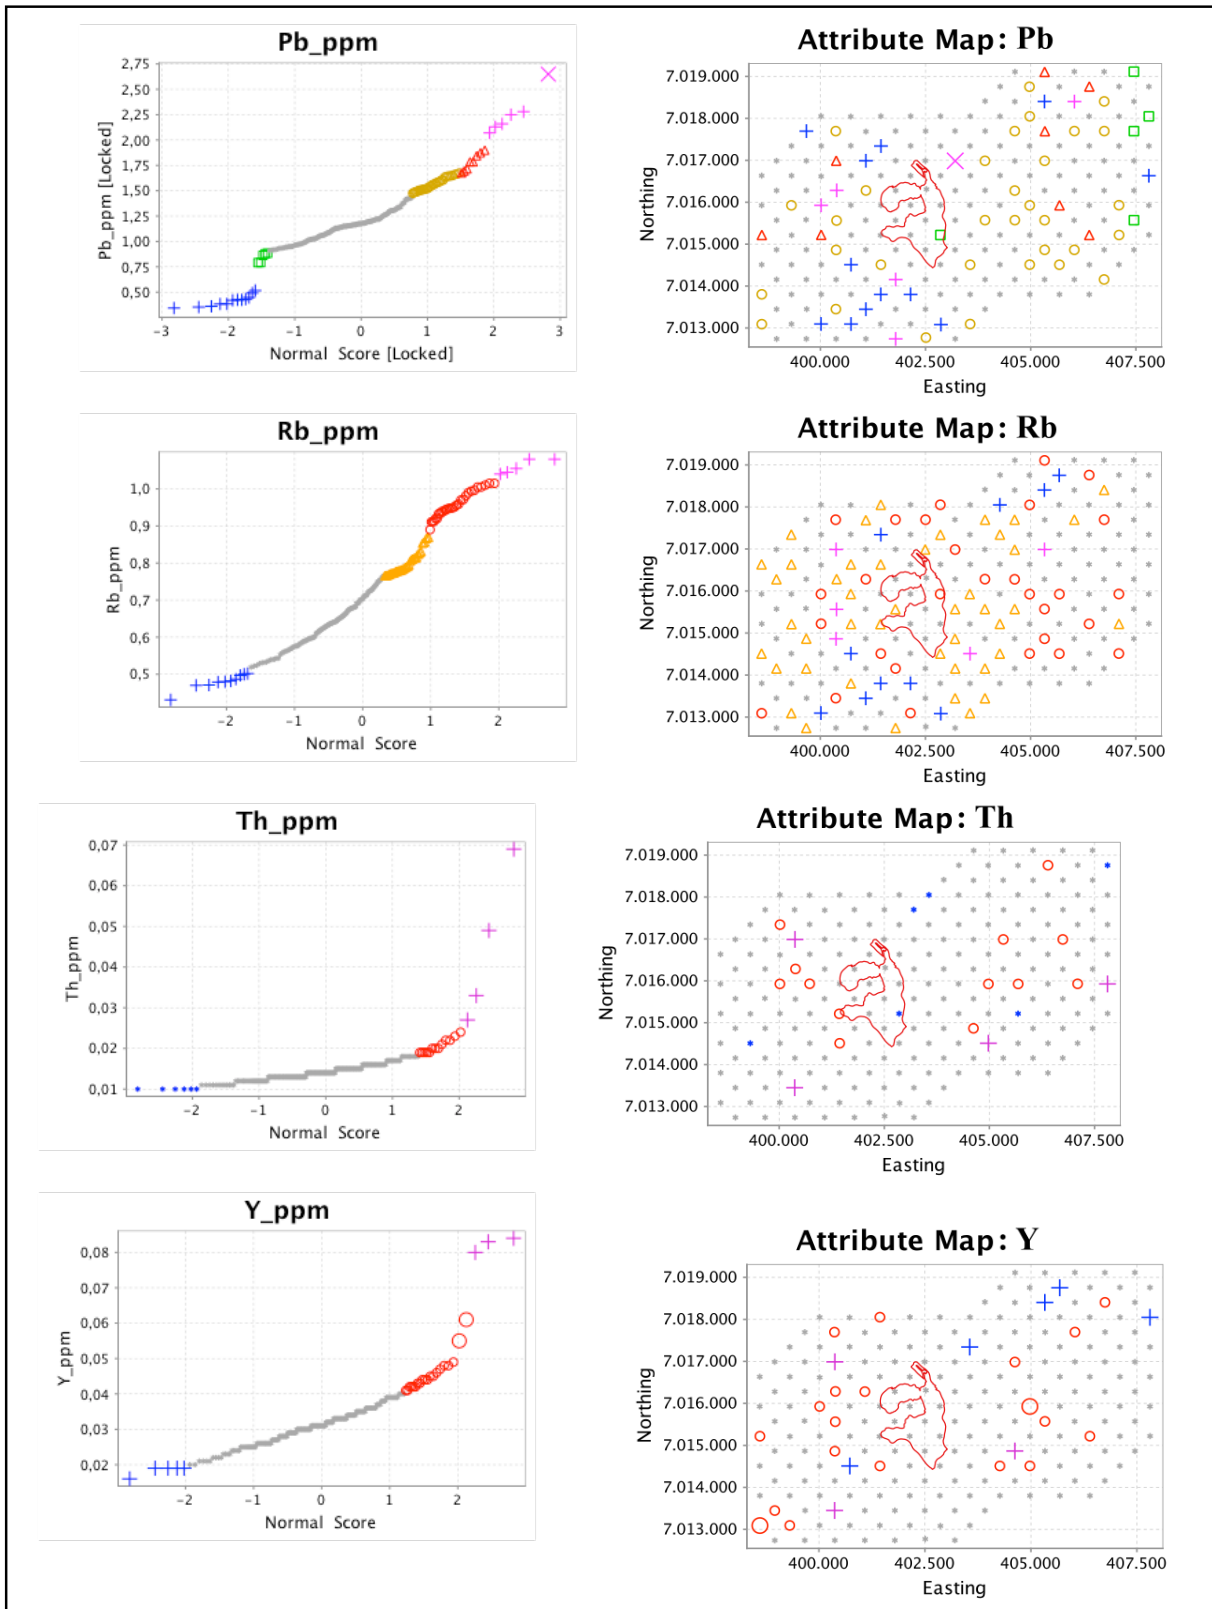 Pb_ppm
Pb_ppm [Locked]
2,75
2,50
2,25
2,00
1,75
1,50
1,25
1,00
0,75
0,50
−3 −2 −1 0 1 2 3
Normal Score [Locked]
Attribute Map: Pb
Northing
7.019.000
7.018.000
7.017.000
7.016.000
7.015.000
7.014.000
7.013.000
400.000 402.500 405.000 407.500
Easting
Rb_ppm
Rb_ppm
1,0
0,9
0,8
0,7
0,6
0,5
−2 −1 0 1 2
Normal Score
Attribute Map: Rb
Northing
7.019.000
7.018.000
7.017.000
7.016.000
7.015.000
7.014.000
7.013.000
400.000 402.500 405.000 407.500
Easting
Th_ppm
Th_ppm
0,07
0,06
0,05
0,04
0,03
0,02
0,01
−2 −1 0 1 2
Normal Score
Attribute Map: Th
Northing
7.019.000
7.018.000
7.017.000
7.016.000
7.015.000
7.014.000
7.013.000
400.000 402.500 405.000 407.500
Easting
Y_ppm
Y_ppm
0,08
0,07
0,06
0,05
0,04
0,03
0,02
−2 −1 0 1 2
Normal Score
Attribute Map: Y
Northing
7.019.000
7.018.000
7.017.000
7.016.000
7.015.000
7.014.000
7.013.000
400.000 402.500 405.000 407.500
Easting